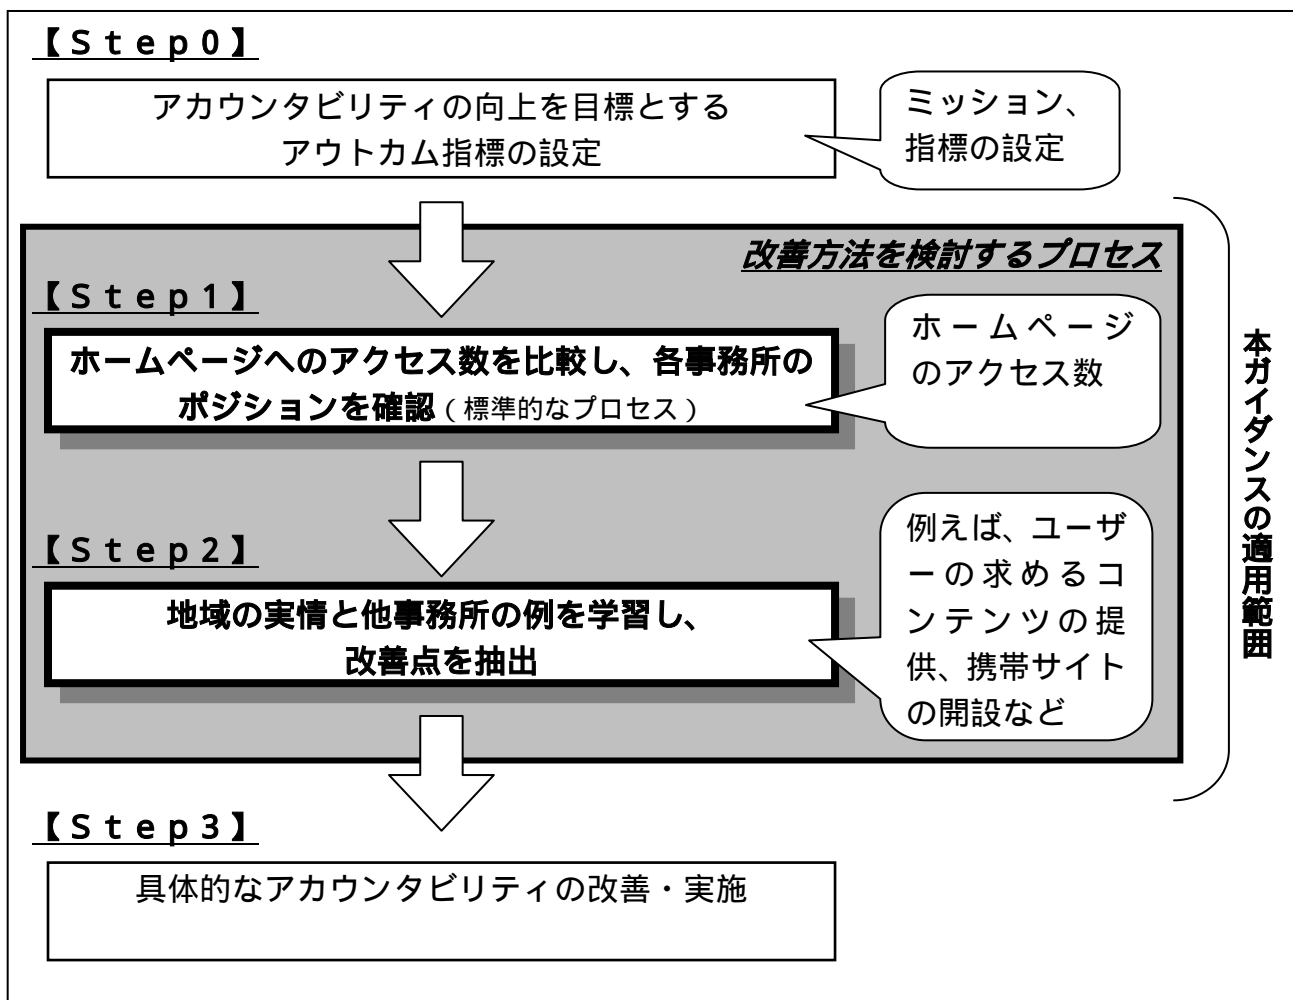 【Ｓｔｅｐ０】
アカウンタビリティの向上を目標とする
アウトカム指標の設定
ミッション、
指標の設定
改善方法を検討するプロセス
【Ｓｔｅｐ１】
ホームページへのアクセス数を比較し、各事務所の
ポジションを確認（標準的なプロセス）
ホームページ
のアクセス数
【Ｓｔｅｐ２】
地域の実情と他事務所の例を学習し、
改善点を抽出
例えば、ユーザ
ーの求めるコ
ンテンツの提
供、携帯サイト
の開設など
本ガイダンスの適用範囲
【Ｓｔｅｐ３】
具体的なアカウンタビリティの改善・実施